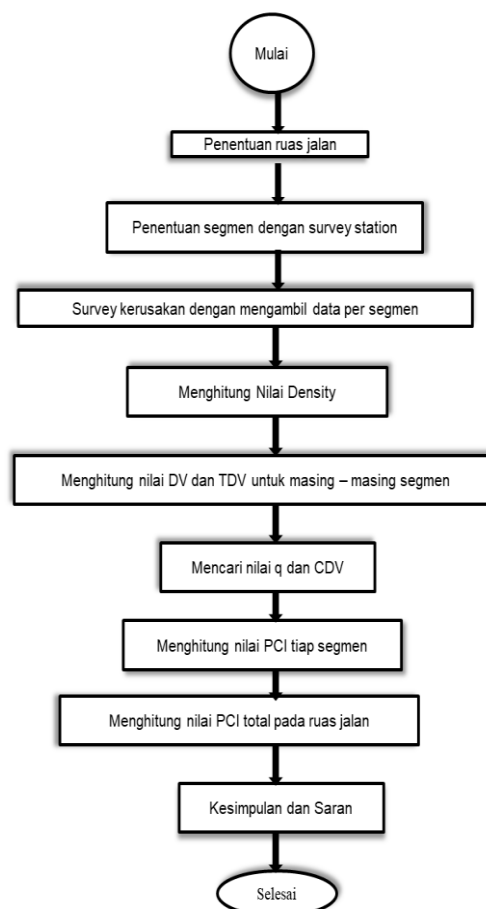 Mulai
Penentuan ruas jalan
Penentuan segmen dengan survey station
Survey kerusakan dengan mengambil data per segmen
Menghitung Nilai Density
Menghitung nilai DV dan TDV untuk masing – masing segmen
Mencari nilai q dan CDV
Menghitung nilai PCI tiap segmen
Menghitung nilai PCI total pada ruas jalan
Kesimpulan dan Saran
Selesai